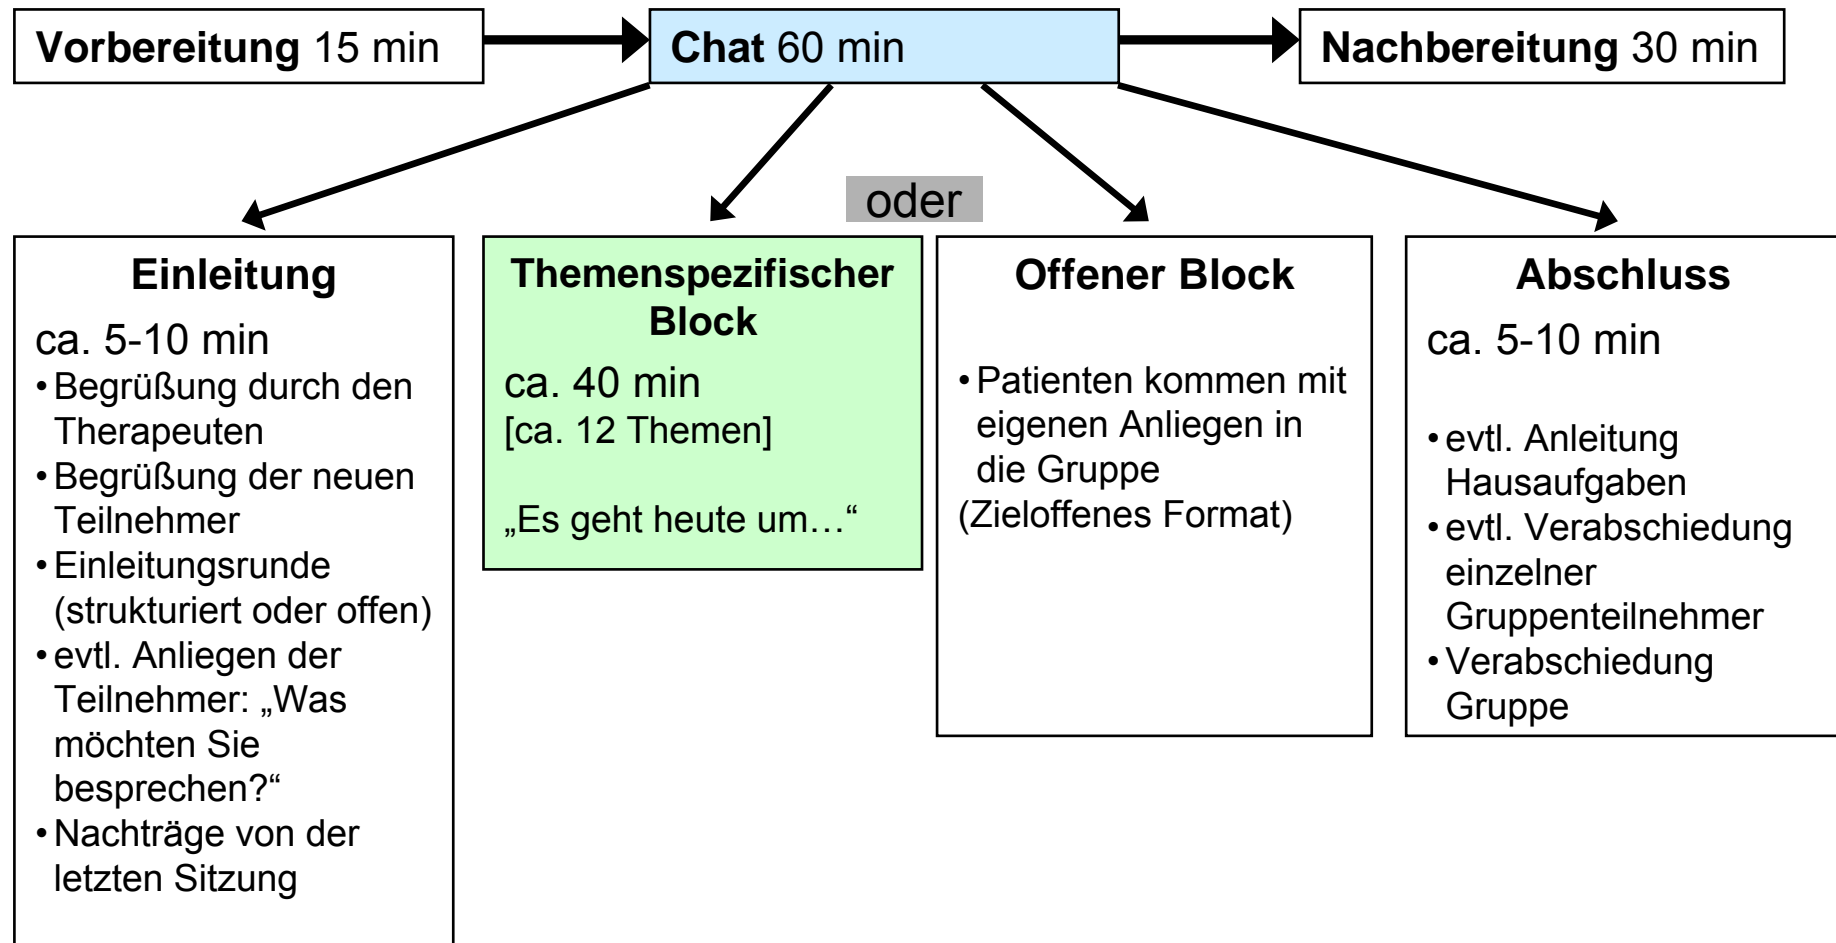 Vorbereitung 15 min
Chat 60 min
Nachbereitung 30 min
oder
Einleitung
ca. 5-10 min
• Begrüßung durch den
Therapeuten
• Begrüßung der neuen
Teilnehmer
• Einleitungsrunde
(strukturiert oder offen)
• evtl. Anliegen der
Teilnehmer: „Was
möchten Sie
besprechen?“
• Nachträge von der
letzten Sitzung
Themenspezifischer
Block
ca. 40 min
[ca. 12 Themen]
„Es geht heute um…“
Offener Block
• Patienten kommen mit
eigenen Anliegen in
die Gruppe
(Zieloffenes Format)
Abschluss
ca. 5-10 min
• evtl. Anleitung
Hausaufgaben
• evtl. Verabschiedung
einzelner
Gruppenteilnehmer
• Verabschiedung
Gruppe